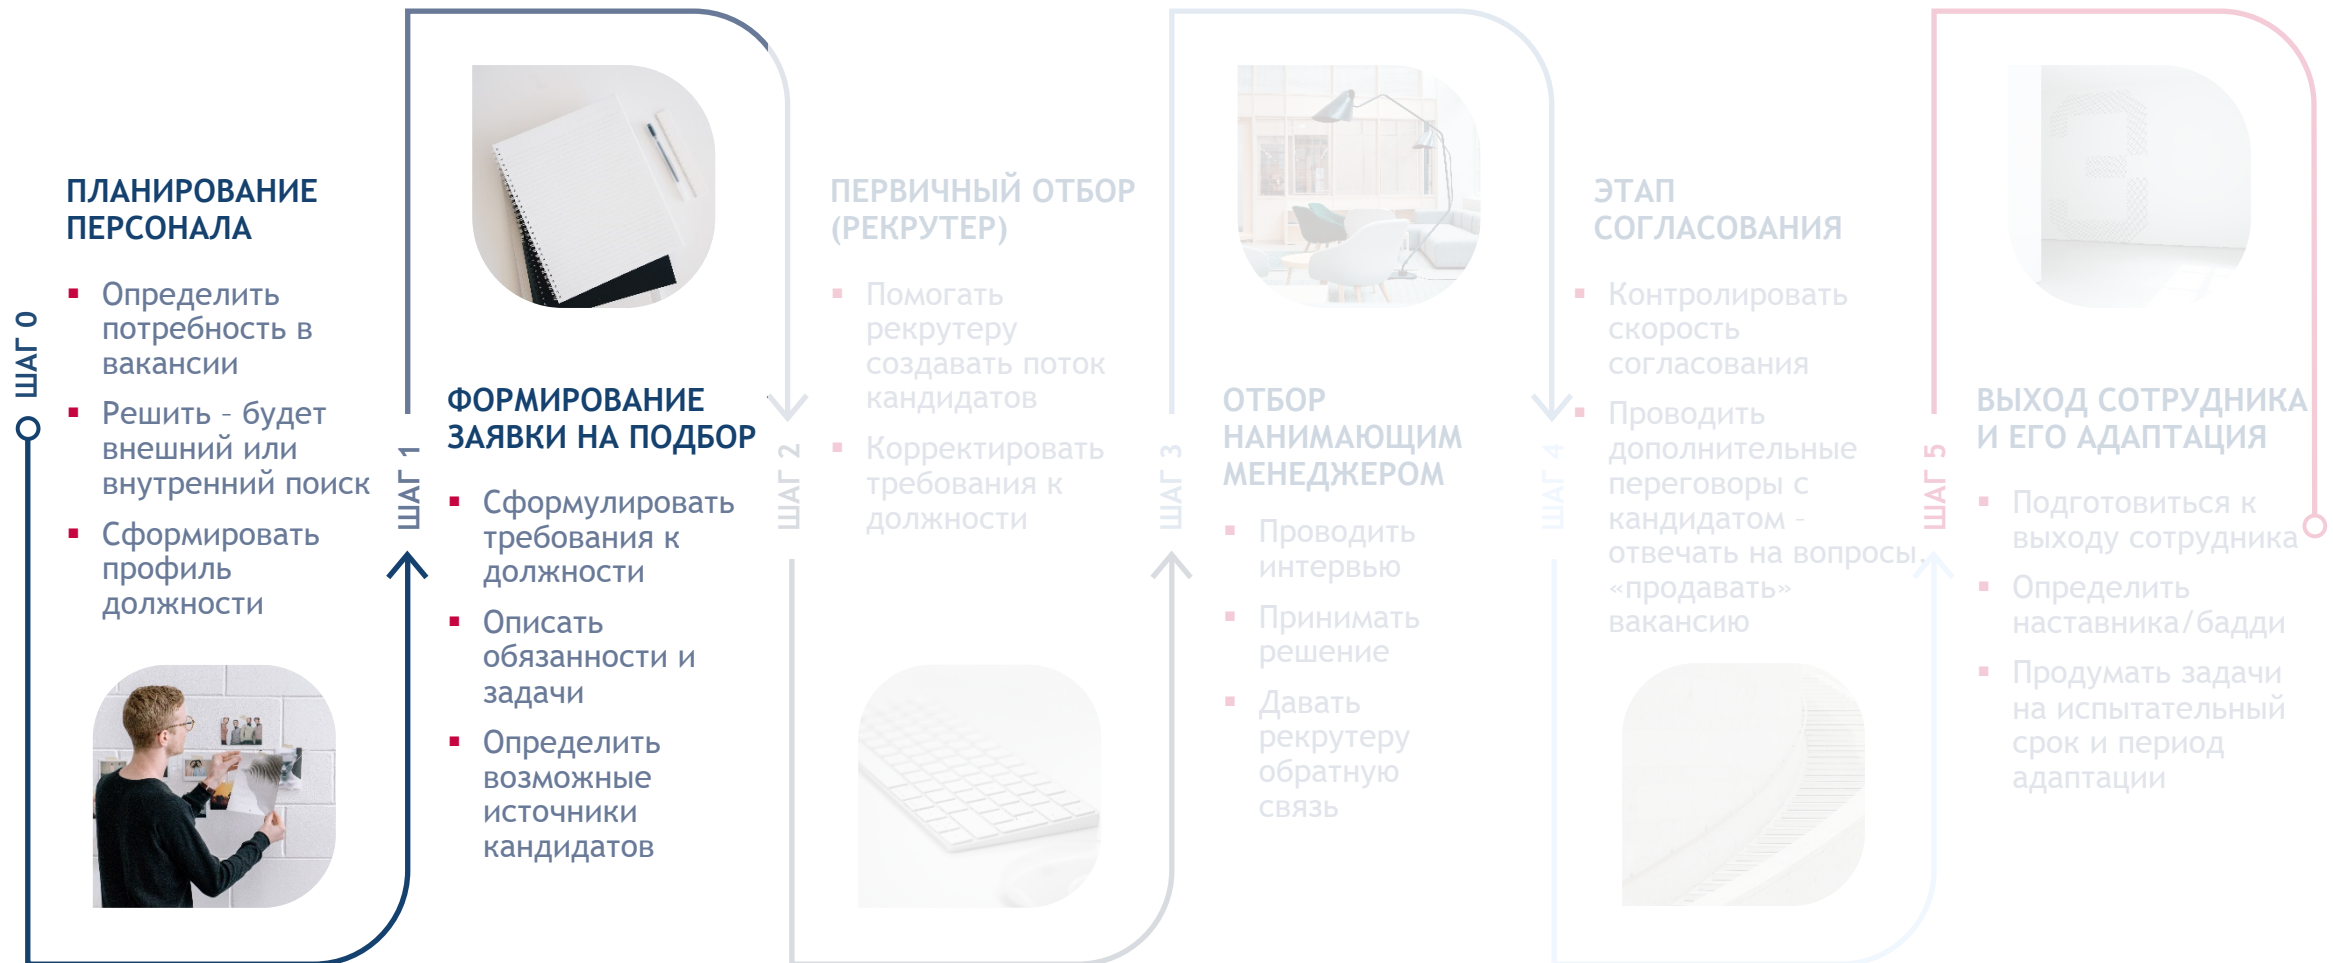 ШАГ 0
ПЛАНИРОВАНИЕ
ПЕРСОНАЛА
▪ Определить
потребность в
вакансии
▪ Решить – будет
внешний или
внутренний поиск
▪ Сформировать
профиль
должности
ШАГ 1
ФОРМИРОВАНИЕ
ЗАЯВКИ НА ПОДБОР
▪ Сформулировать
требования к
должности
▪ Описать
обязанности и
задачи
▪ Определить
возможные
источники
кандидатов
ШАГ 2
ПЕРВИЧНЫЙ ОТБОР
(РЕКРУТЕР)
▪ Помогать
рекрутеру
создавать поток
кандидатов
▪ Корректировать
требования к
должности
ШАГ 3
ОТБОР
НАНИМАЮЩИМ
МЕНЕДЖЕРОМ
▪ Проводить
интервью
▪ Принимать
решение
▪ Давать
рекрутеру
обратную
связь
ШАГ 4
ЭТАП
СОГЛАСОВАНИЯ
▪ Контролировать
скорость
согласования
▪ Проводить
дополнительные
переговоры с
кандидатом –
отвечать на вопросы,
«продавать»
вакансию
ШАГ 5
ВЫХОД СОТРУДНИКА
И ЕГО АДАПТАЦИЯ
▪ Подготовиться к
выходу сотрудника
▪ Определить
наставника/бадди
▪ Продумать задачи
на испытательный
срок и период
адаптации